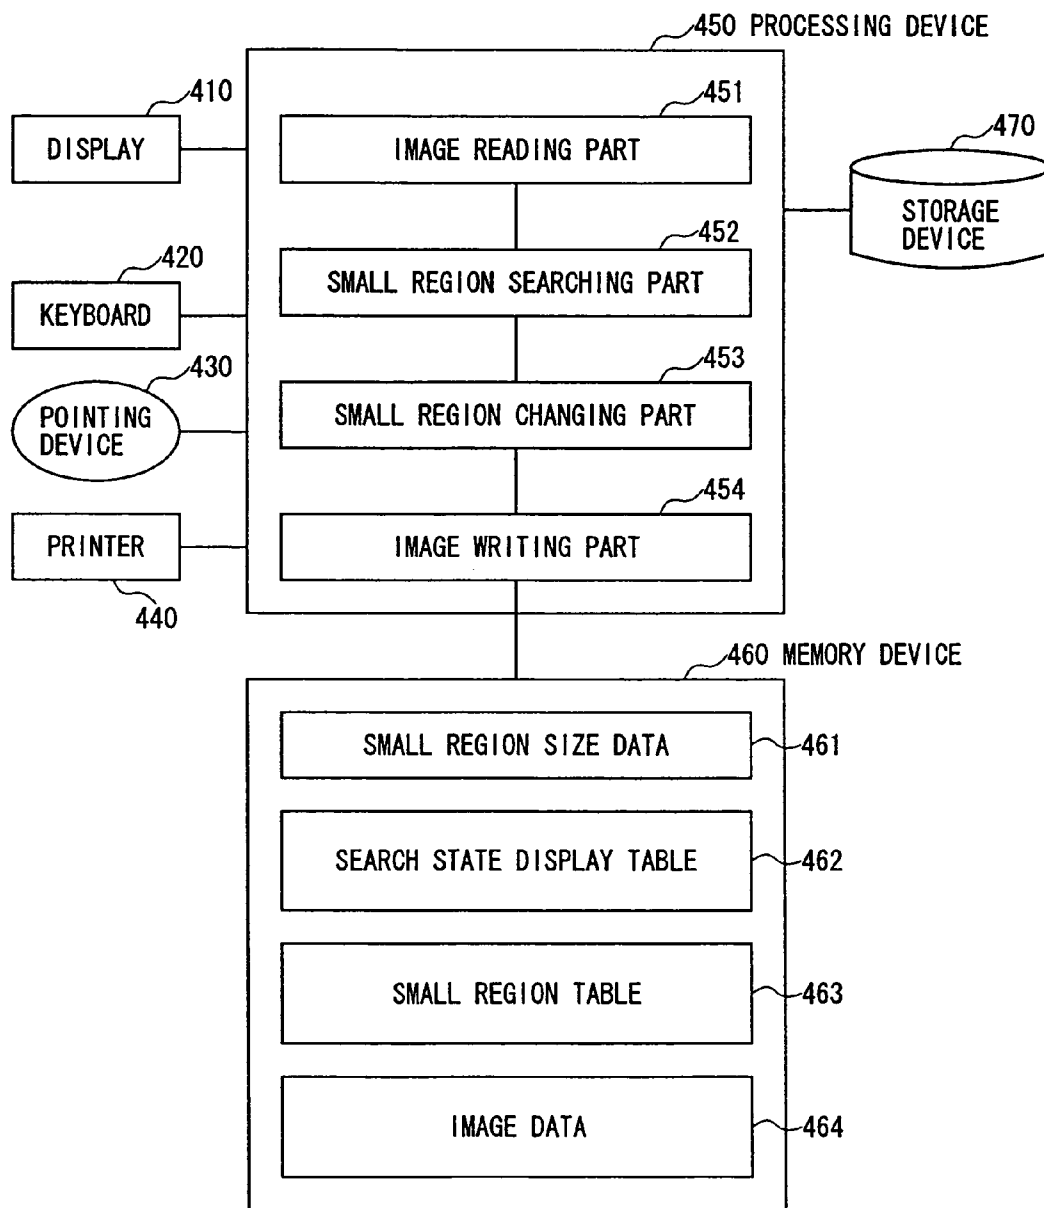 450 PROCESSING DEVICE
410
DISPLAY
451
IMAGE READING PART
470
STORAGE
DEVICE
452
SMALL REGION SEARCHING PART
420
KEYBOARD
453
SMALL REGION CHANGING PART
430
POINTING
DEVICE
454
IMAGE WRITING PART
PRINTER
440
460 MEMORY DEVICE
SMALL REGION SIZE DATA
461
SEARCH STATE DISPLAY TABLE
462
SMALL REGION TABLE
463
IMAGE DATA
464